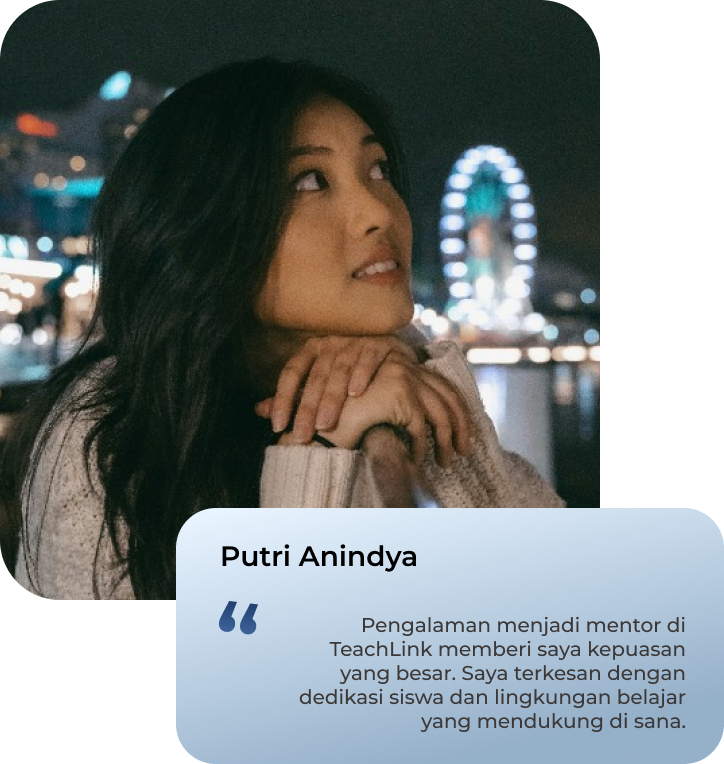 Putri Anindya
“
Pengalaman menjadi mentor di
TeachLink memberi saya kepuasan
yang besar. Saya terkesan dengan
dedikasi siswa dan lingkungan belajar
yang mendukung di sana.